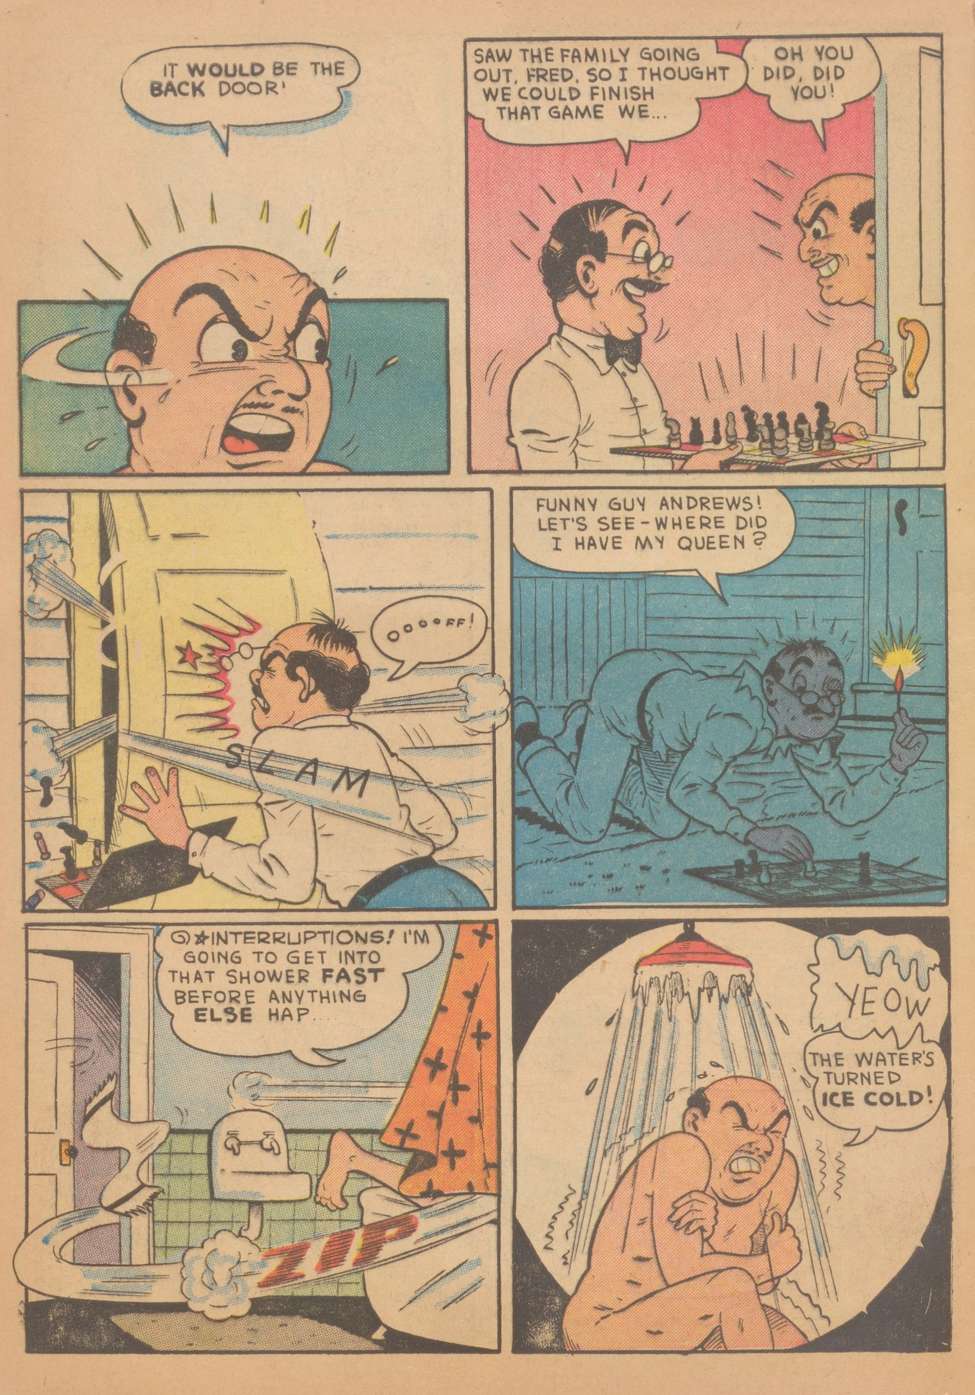 IT WOULD BE THE
BACK DOOR!
SAW THE FAMILY GOING
OUT, FRED, SO I THOUGHT
WE COULD FINISH
THAT GAME WE...
OH YOU
DID, DID
YOU!
OOOOFF!
SLAM
FUNNY GUY ANDREWS!
LET'S SEE - WHERE DID
I HAVE MY QUEEN?
@★INTERRUPTIONS! I'M
GOING TO GET INTO
THAT SHOWER FAST
BEFORE ANYTHING
ELSE HAP....
ZIP
YEOW
THE WATER'S
TURNED
ICE COLD!